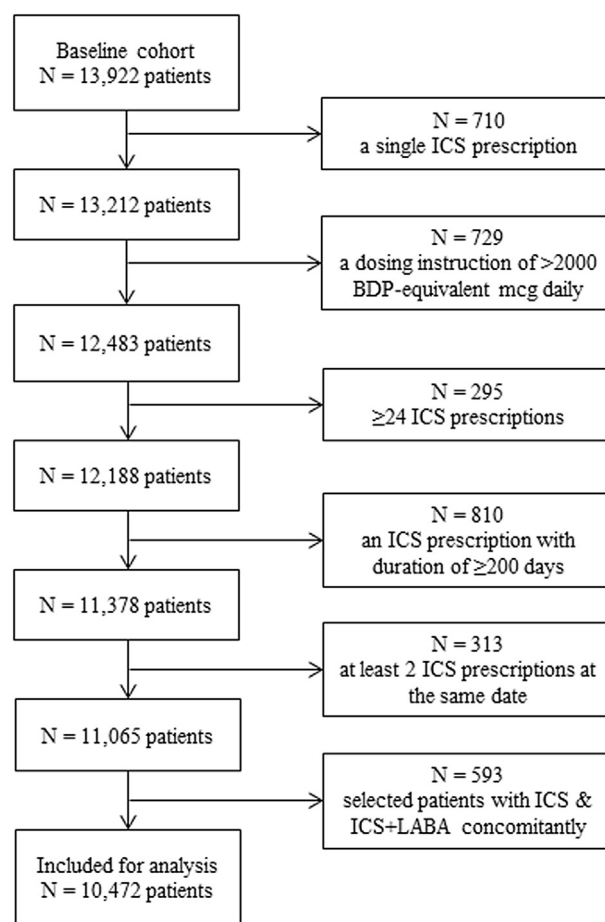 Baseline cohort
N = 13,922 patients
N = 710
a single ICS prescription
N = 13,212 patients
N = 729
a dosing instruction of >2000
BDP-equivalent mcg daily
N = 12,483 patients
N = 295
≥24 ICS prescriptions
N = 12,188 patients
N = 810
an ICS prescription with
duration of ≥200 days
N = 11,378 patients
N = 313
at least 2 ICS prescriptions at
the same date
N = 11,065 patients
N = 593
selected patients with ICS &
ICS+LABA concomitantly
Included for analysis
N = 10,472 patients